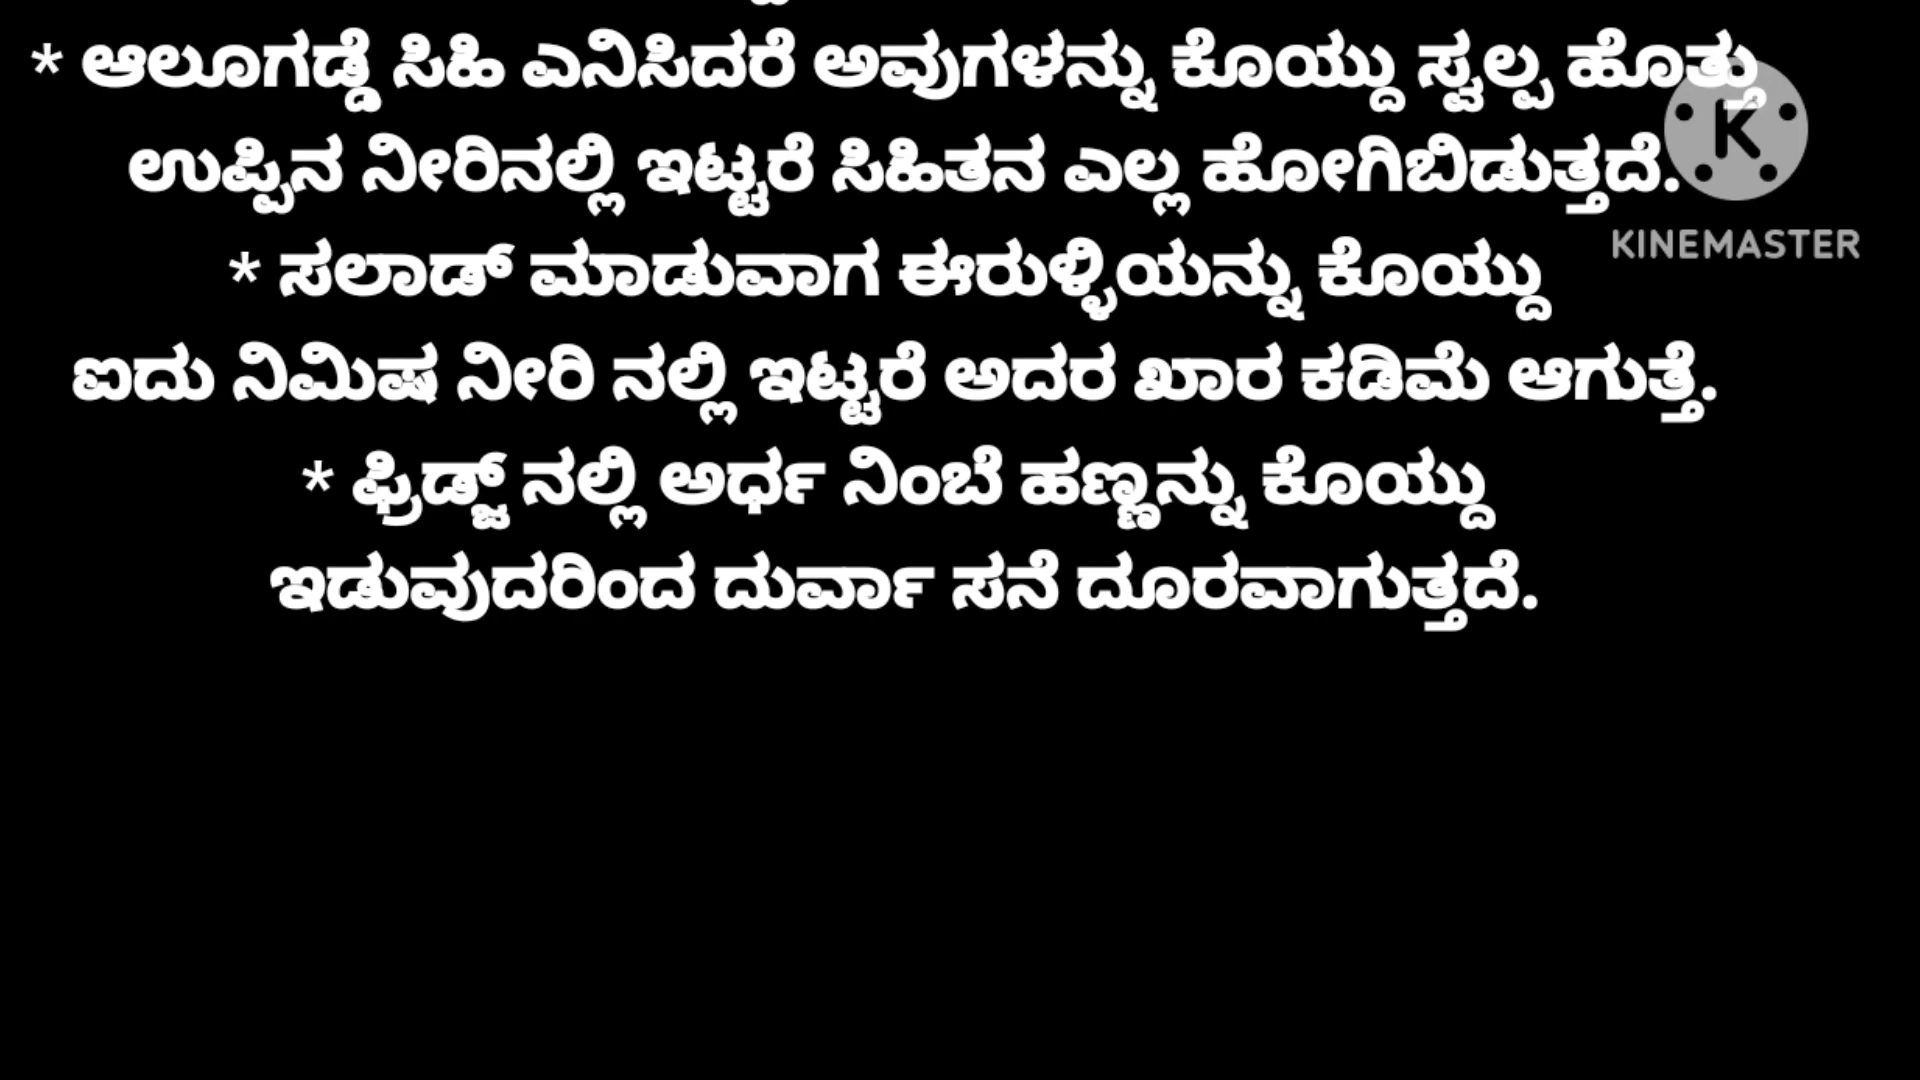 * ಆಲೂಗಡ್ಡೆ ಸಿಹಿ ಎನಿಸಿದರೆ ಅವುಗಳನ್ನು ಕೊಯ್ದು ಸ್ವಲ್ಪ ಹೊತ್ತು
ಉಪ್ಪಿನ ನೀರಿನಲ್ಲಿ ಇಟ್ಟರೆ ಸಿಹಿತನ ಎಲ್ಲ ಹೋಗಿಬಿಡುತ್ತದೆ.
KINEMASTER
* ಸಲಾಡ್ ಮಾಡುವಾಗ ಈರುಳ್ಳಿಯನ್ನು ಕೊಯ್ದು
ಐದು ನಿಮಿಷ ನೀರಿ ನಲ್ಲಿ ಇಟ್ಟರೆ ಅದರ ಖಾರ ಕಡಿಮೆ ಆಗುತ್ತೆ.
* ಫ್ರಿಡ್ಜ್ ನಲ್ಲಿ ಅರ್ಧ ನಿಂಬೆ ಹಣ್ಣನ್ನು ಕೊಯ್ದು
ಇಡುವುದರಿಂದ ದುರ್ವಾ ಸನೆ ದೂರವಾಗುತ್ತದೆ.